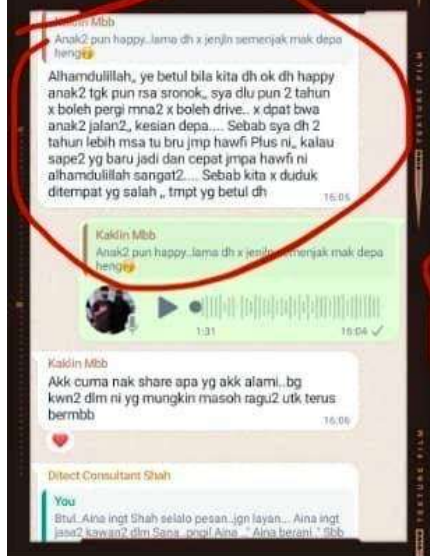 Kaklin Mbb
Anak2 pun happy..lama dh x jenjln semenjak mak depa
heng
Alhamdulillah,, ye betul bila kita dh ok dh happy
anak2 tgk pun rsa sronok,, sya dlu pun 2 tahun
x boleh pergi mna2 x boleh drive.. x dpat bwa
anak2 jalan2,, kesian depa.... Sebab sya dh 2
tahun lebih msa tu bru jmp hawfi Plus ni,, kalau
sape2 yg baru jadi dan cepat jmpa hawfi ni
alhamdulillah sangat2.... Sebab kita x duduk
ditempat yg salah ,, tmpt yg betul dh
16:05
Kaklin Mbb
Anak2 pun happy..lama dh x jenjln semenjak mak depa
heng
1:31
16:04
Kaklin Mbb
Akk cuma nak share apa yg akk alami..bg
kwn2 dlm ni yg mungkin masoh ragu2 utk terus
bermbb
16:06
Ditect Consultant Shah
You
Btul..Aina ingt Shah selalo pesan..jgn layan... Aina ingt
jasa2 kawan2 dlm Sana..pngil Aina .." Aina berani.." Sbb
TEXTURE FILM
TEXTURE FILM